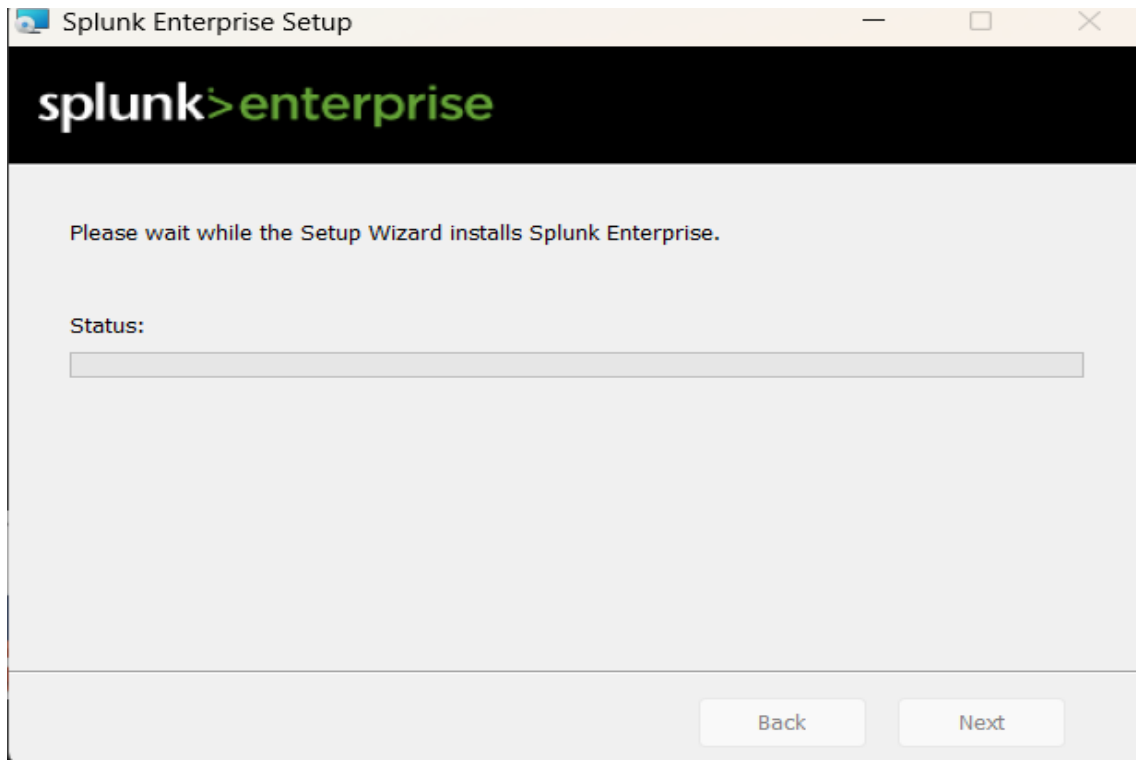 Splunk Enterprise Setup
splunk>enterprise
Please wait while the Setup Wizard installs Splunk Enterprise.
Status:
Back Next